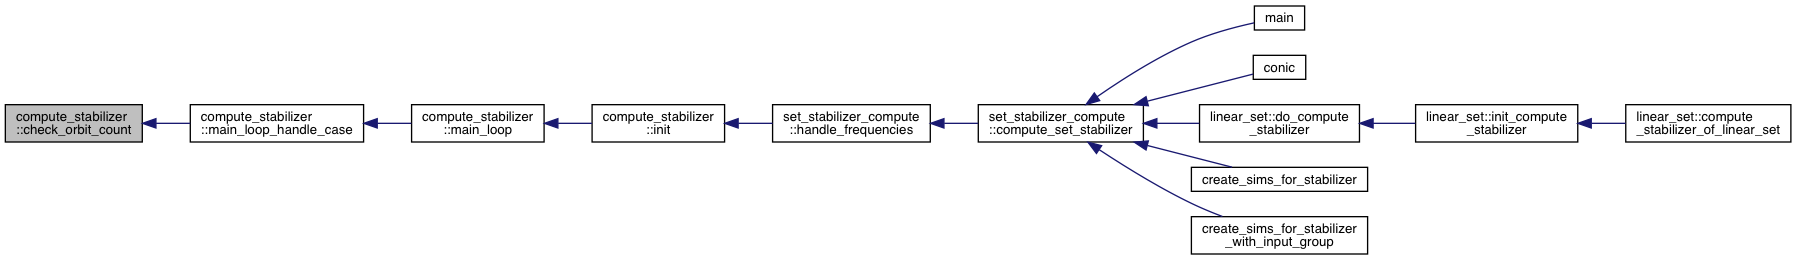 compute_stabilizer
::check_orbit_count
compute_stabilizer
::main_loop_handle_case
compute_stabilizer
::main_loop
compute_stabilizer
::init
set_stabilizer_compute
::handle_frequencies
set_stabilizer_compute
::compute_set_stabilizer
main
conic
linear_set::do_compute
_stabilizer
create_sims_for_stabilizer
create_sims_for_stabilizer
_with_input_group
linear_set::init_compute
_stabilizer
linear_set::compute
_stabilizer_of_linear_set